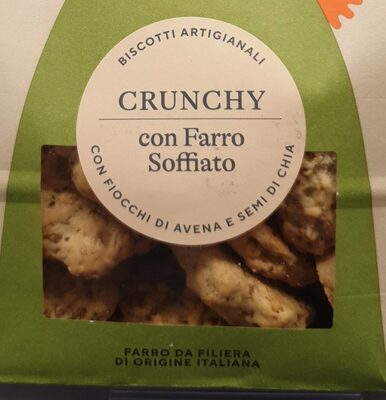 BISCOTTI ARTIGIANALI
CRUNCHY
con Farro
Soffiato
CON FIOCCHI DI AVENA E SEMI DI CHIA
FARRO DA FILIERA
DI ORIGINE ITALIANA